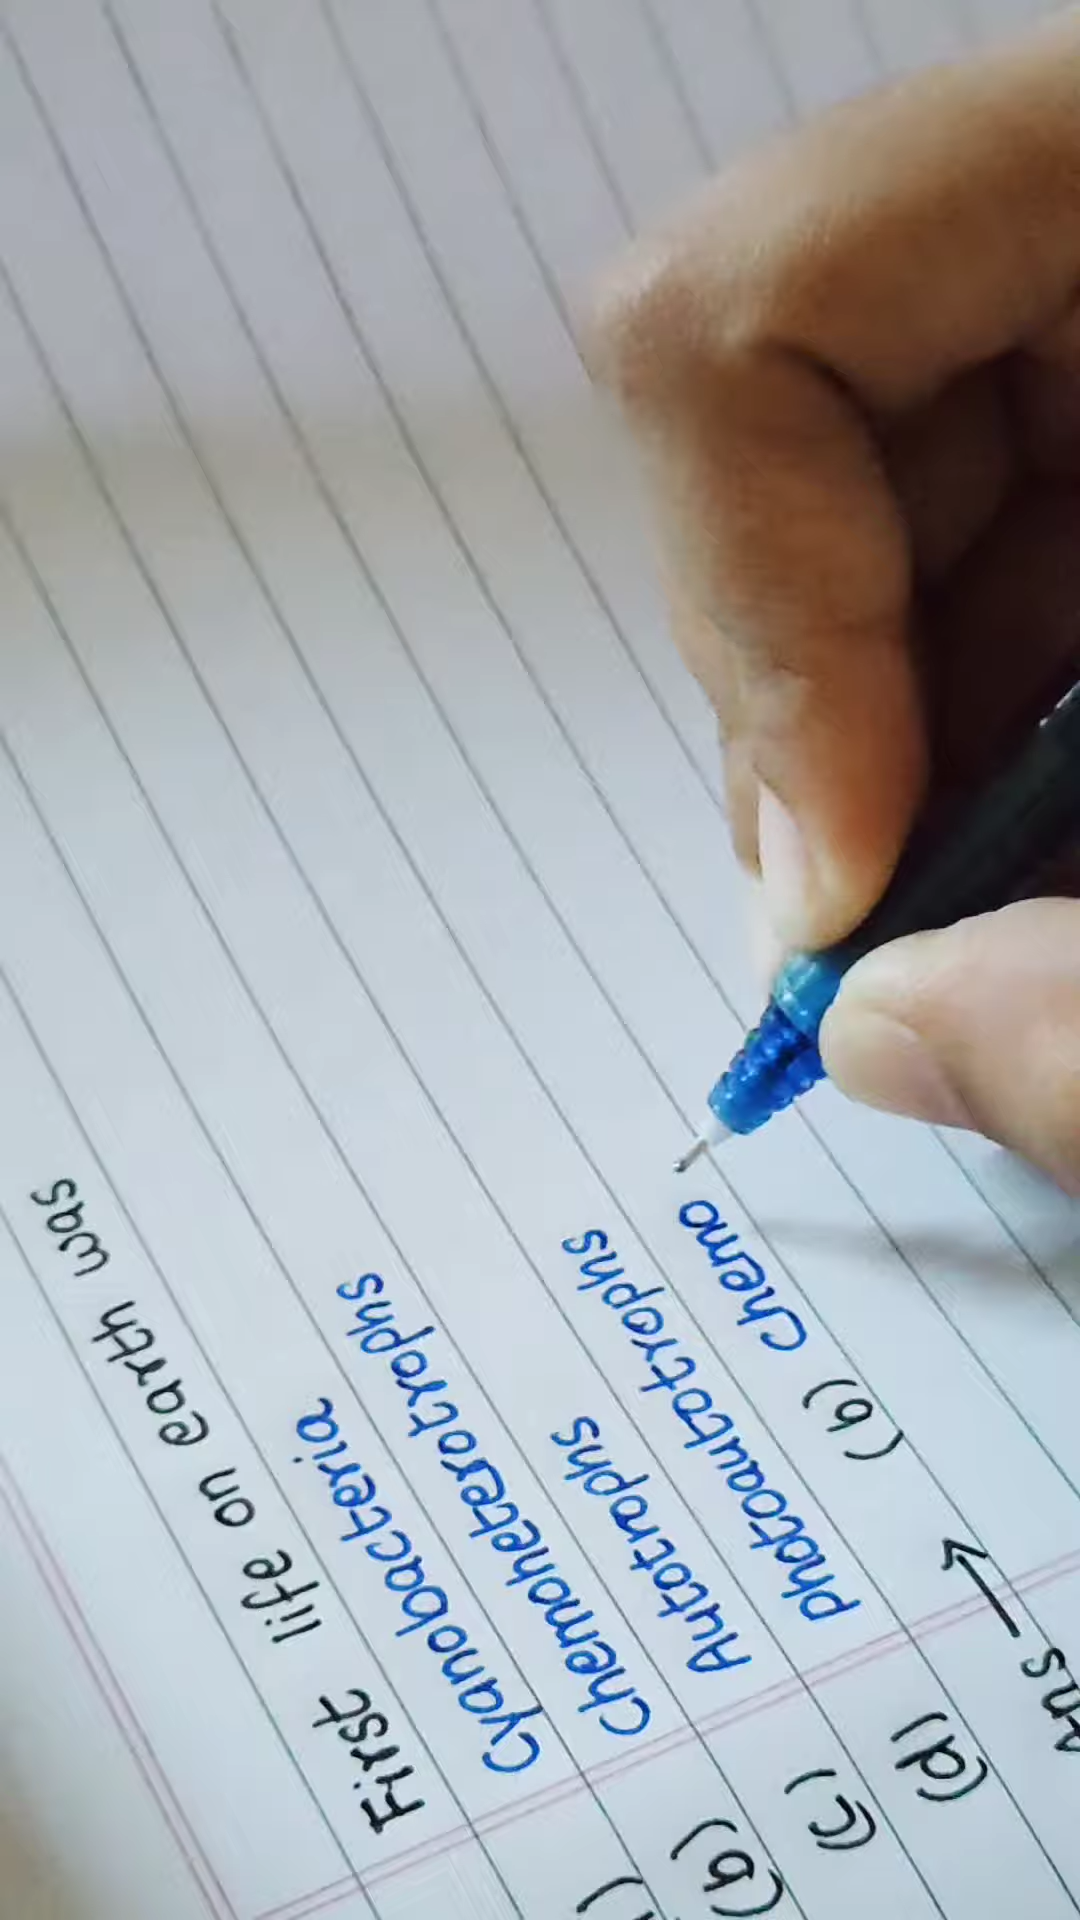 First life on earth was
) Cyanobacteria
(b) Chemoheterotrophs
(c) Autotrophs
(d) Photoautotrophs
Ans → (b) Chemo